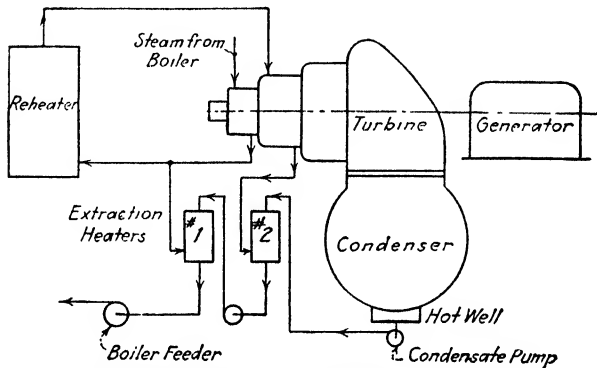 Steam from
Boiler
Reheater
Turbine
Generator
Extraction
Heaters
#1
#2
Condenser
Hot Well
Boiler Feeder
Condensate Pump